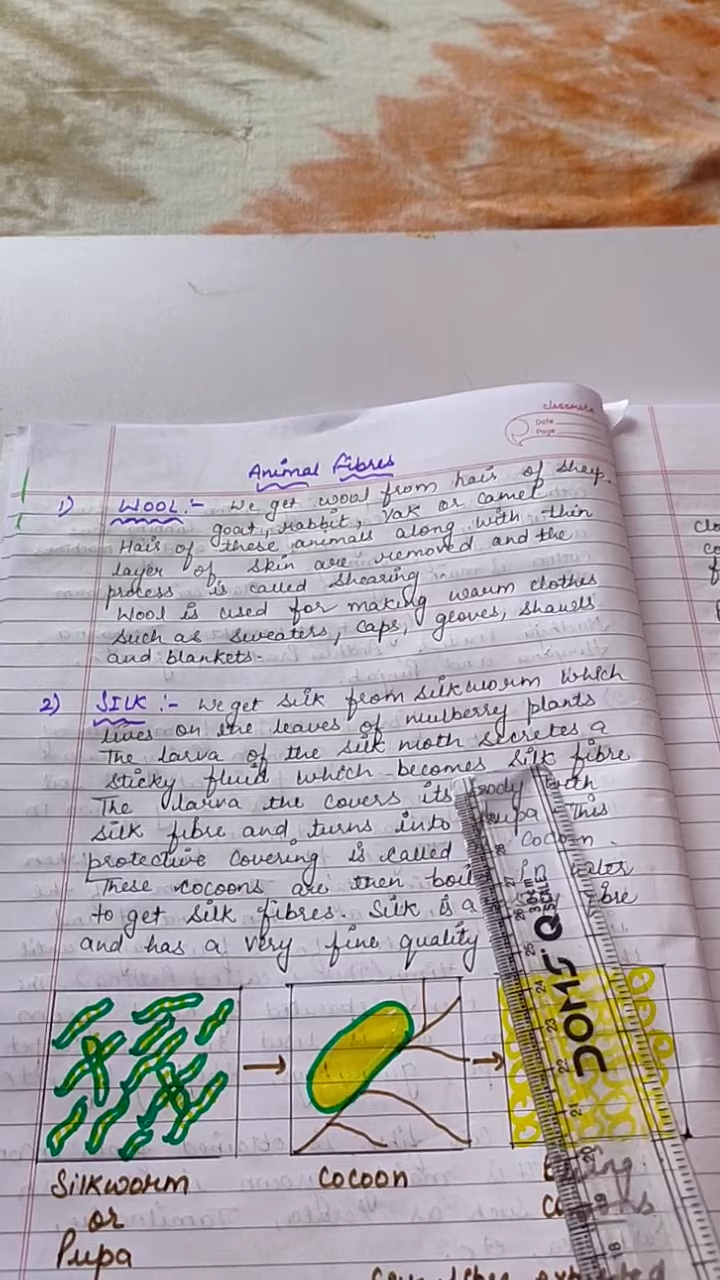 classmate
Date
Page
Animal Fibres
1) WOOL :- We get wool from hair of sheep.
goat, rabbit, Yak or camel
Hair of these animals along with thin
layer of skin are removed and the
process is called shearing
Wool is used for making warm clothes
such as sweaters, caps, gloves, shawls
and blankets.
2) SILK :- We get silk from silkworm which
lives on the leaves of mulberry plants
The larva of the silk moth secretes a
sticky fluid which becomes silk fibre
The larva the covers its body with
silk fibre and turns into pupa This
protective covering is called Cocoon.
These cocoons are then boil in water
to get silk fibres. Silk is a
and has a very fine quality
DOMS Q SCALE
30cm
Silkworm
or
Pupa
Cocoon